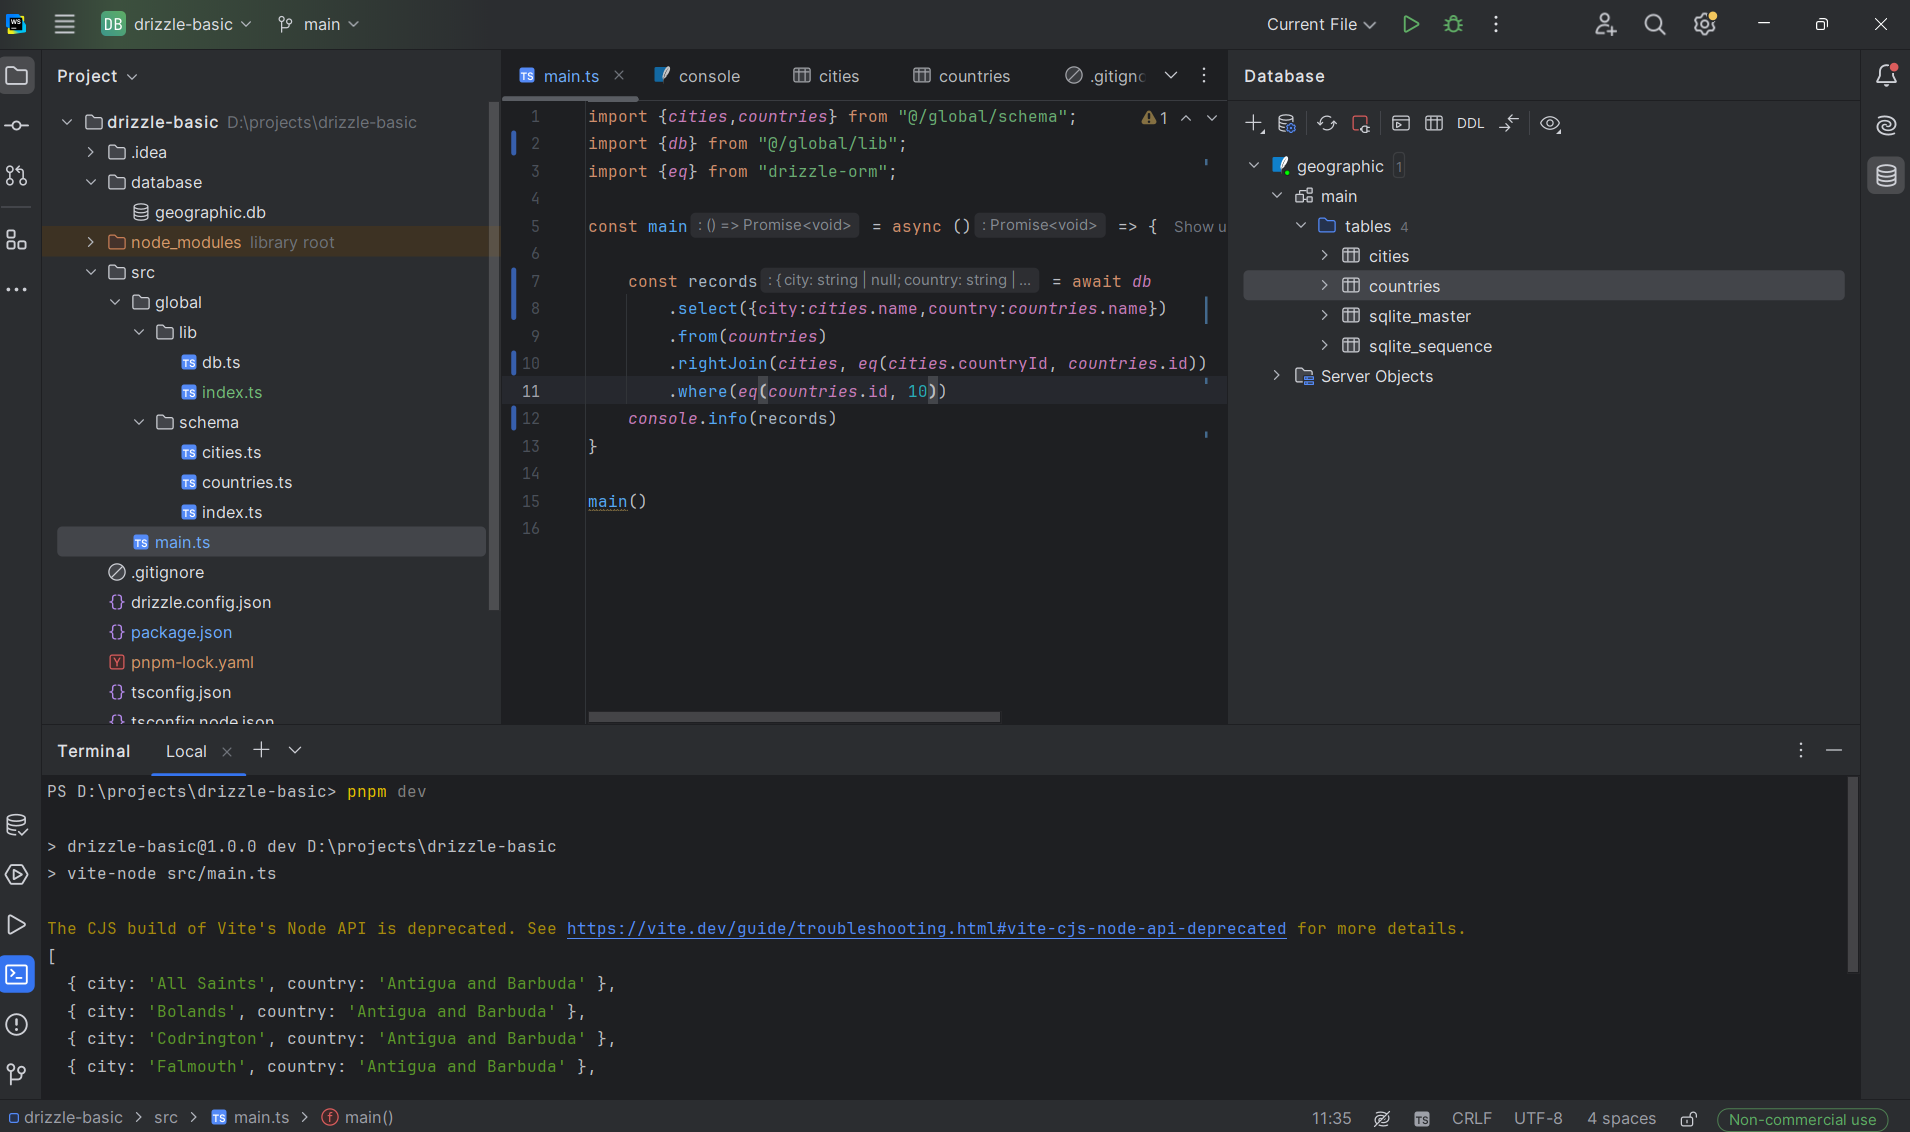 DB drizzle-basic main Current File
Project
drizzle-basic D:\projects\drizzle-basic
.idea
database
geographic.db
node_modules library root
src
global
lib
db.ts
index.ts
schema
cities.ts
countries.ts
index.ts
main.ts
.gitignore
drizzle.config.json
package.json
pnpm-lock.yaml
tsconfig.json
tsconfig.node.json
main.ts console cities countries .gitigno
1 import {cities,countries} from "@/global/schema"; 1
2 import {db} from "@/global/lib";
3 import {eq} from "drizzle-orm";
4
5 const main : () => Promise<void> = async () : Promise<void> => { Show u
6
7 const records : { city: string | null; country: string | ... = await db
8 .select({city:cities.name,country:countries.name})
9 .from(countries)
10 .rightJoin(cities, eq(cities.countryId, countries.id))
11 .where(eq(countries.id, 10))
12 console.info(records)
13 }
14
15 main()
16
Database
DDL
geographic 1
main
tables 4
cities
countries
sqlite_master
sqlite_sequence
Server Objects
Terminal Local
PS D:\projects\drizzle-basic> pnpm dev
> drizzle-basic@1.0.0 dev D:\projects\drizzle-basic
> vite-node src/main.ts
The CJS build of Vite's Node API is deprecated. See https://vite.dev/guide/troubleshooting.html#vite-cjs-node-api-deprecated for more details.
[
{ city: 'All Saints', country: 'Antigua and Barbuda' },
{ city: 'Bolands', country: 'Antigua and Barbuda' },
{ city: 'Codrington', country: 'Antigua and Barbuda' },
{ city: 'Falmouth', country: 'Antigua and Barbuda' },
drizzle-basic > src > main.ts > main() 11:35 CRLF UTF-8 4 spaces Non-commercial use